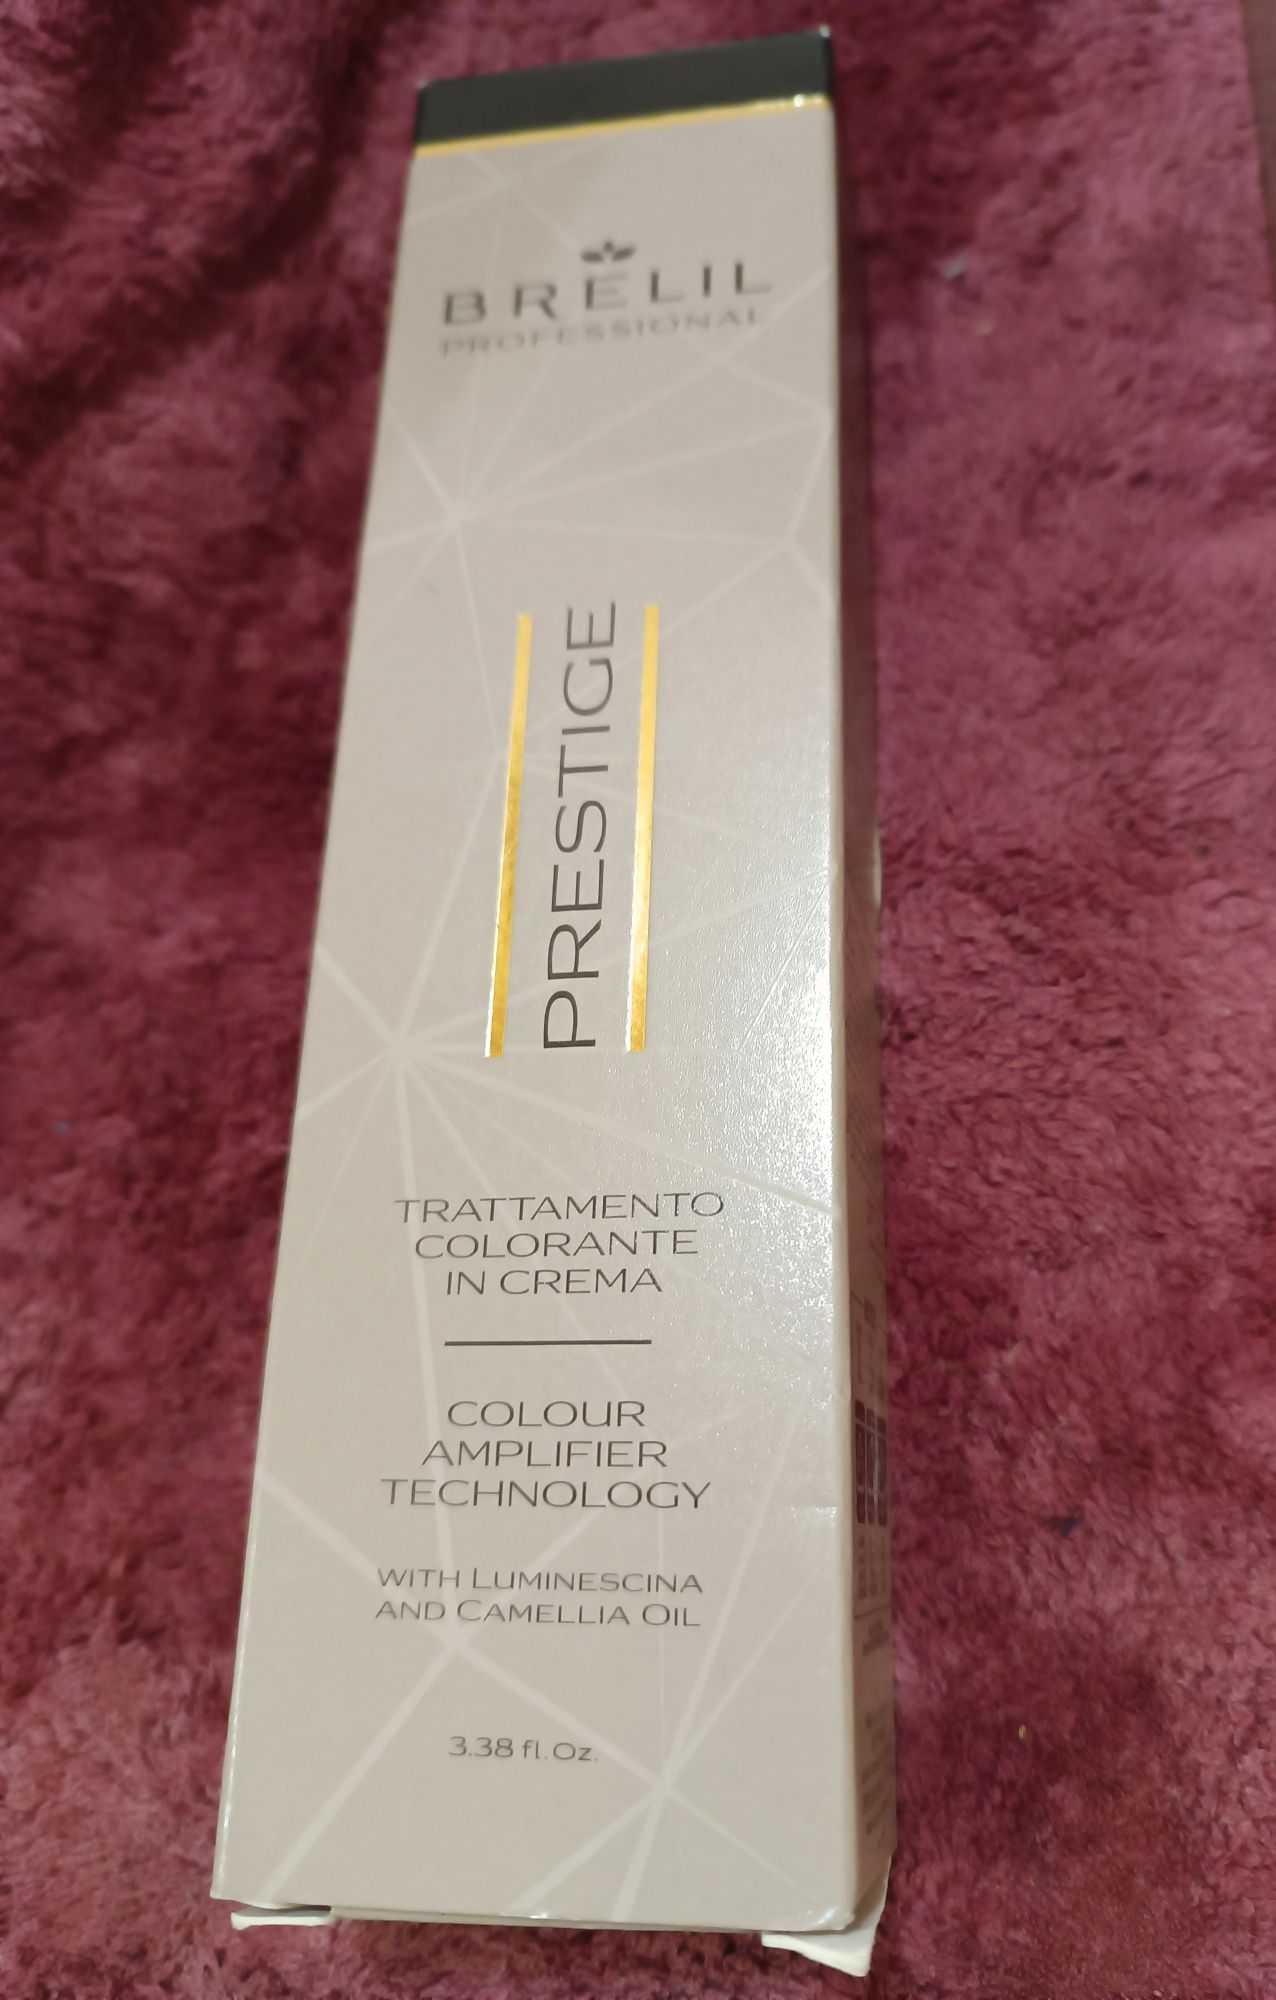 BRELIL
PROFESSIONAL
PRESTIGE
TRATTAMENTO
COLORANTE
IN CREMA
COLOUR
AMPLIFIER
TECHNOLOGY
WITH LUMINESCINA
AND CAMELLIA OIL
3.38 fl.Oz.